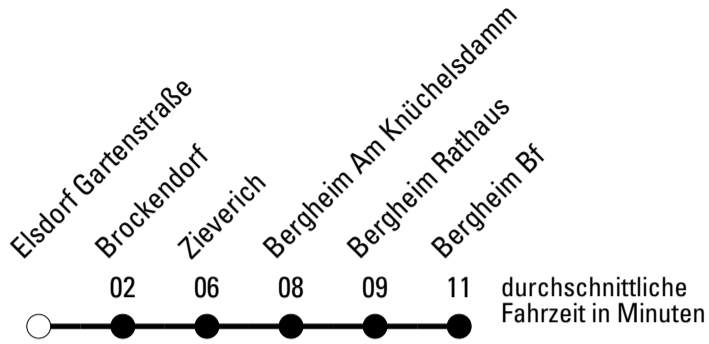 Elsdorf Gartenstraße
Brockendorf
Zieverich
Bergheim Am Knüchelsdamm
Bergheim Rathaus
Bergheim Bf
02 06 08 09 11
durchschnittliche
Fahrzeit in Minuten